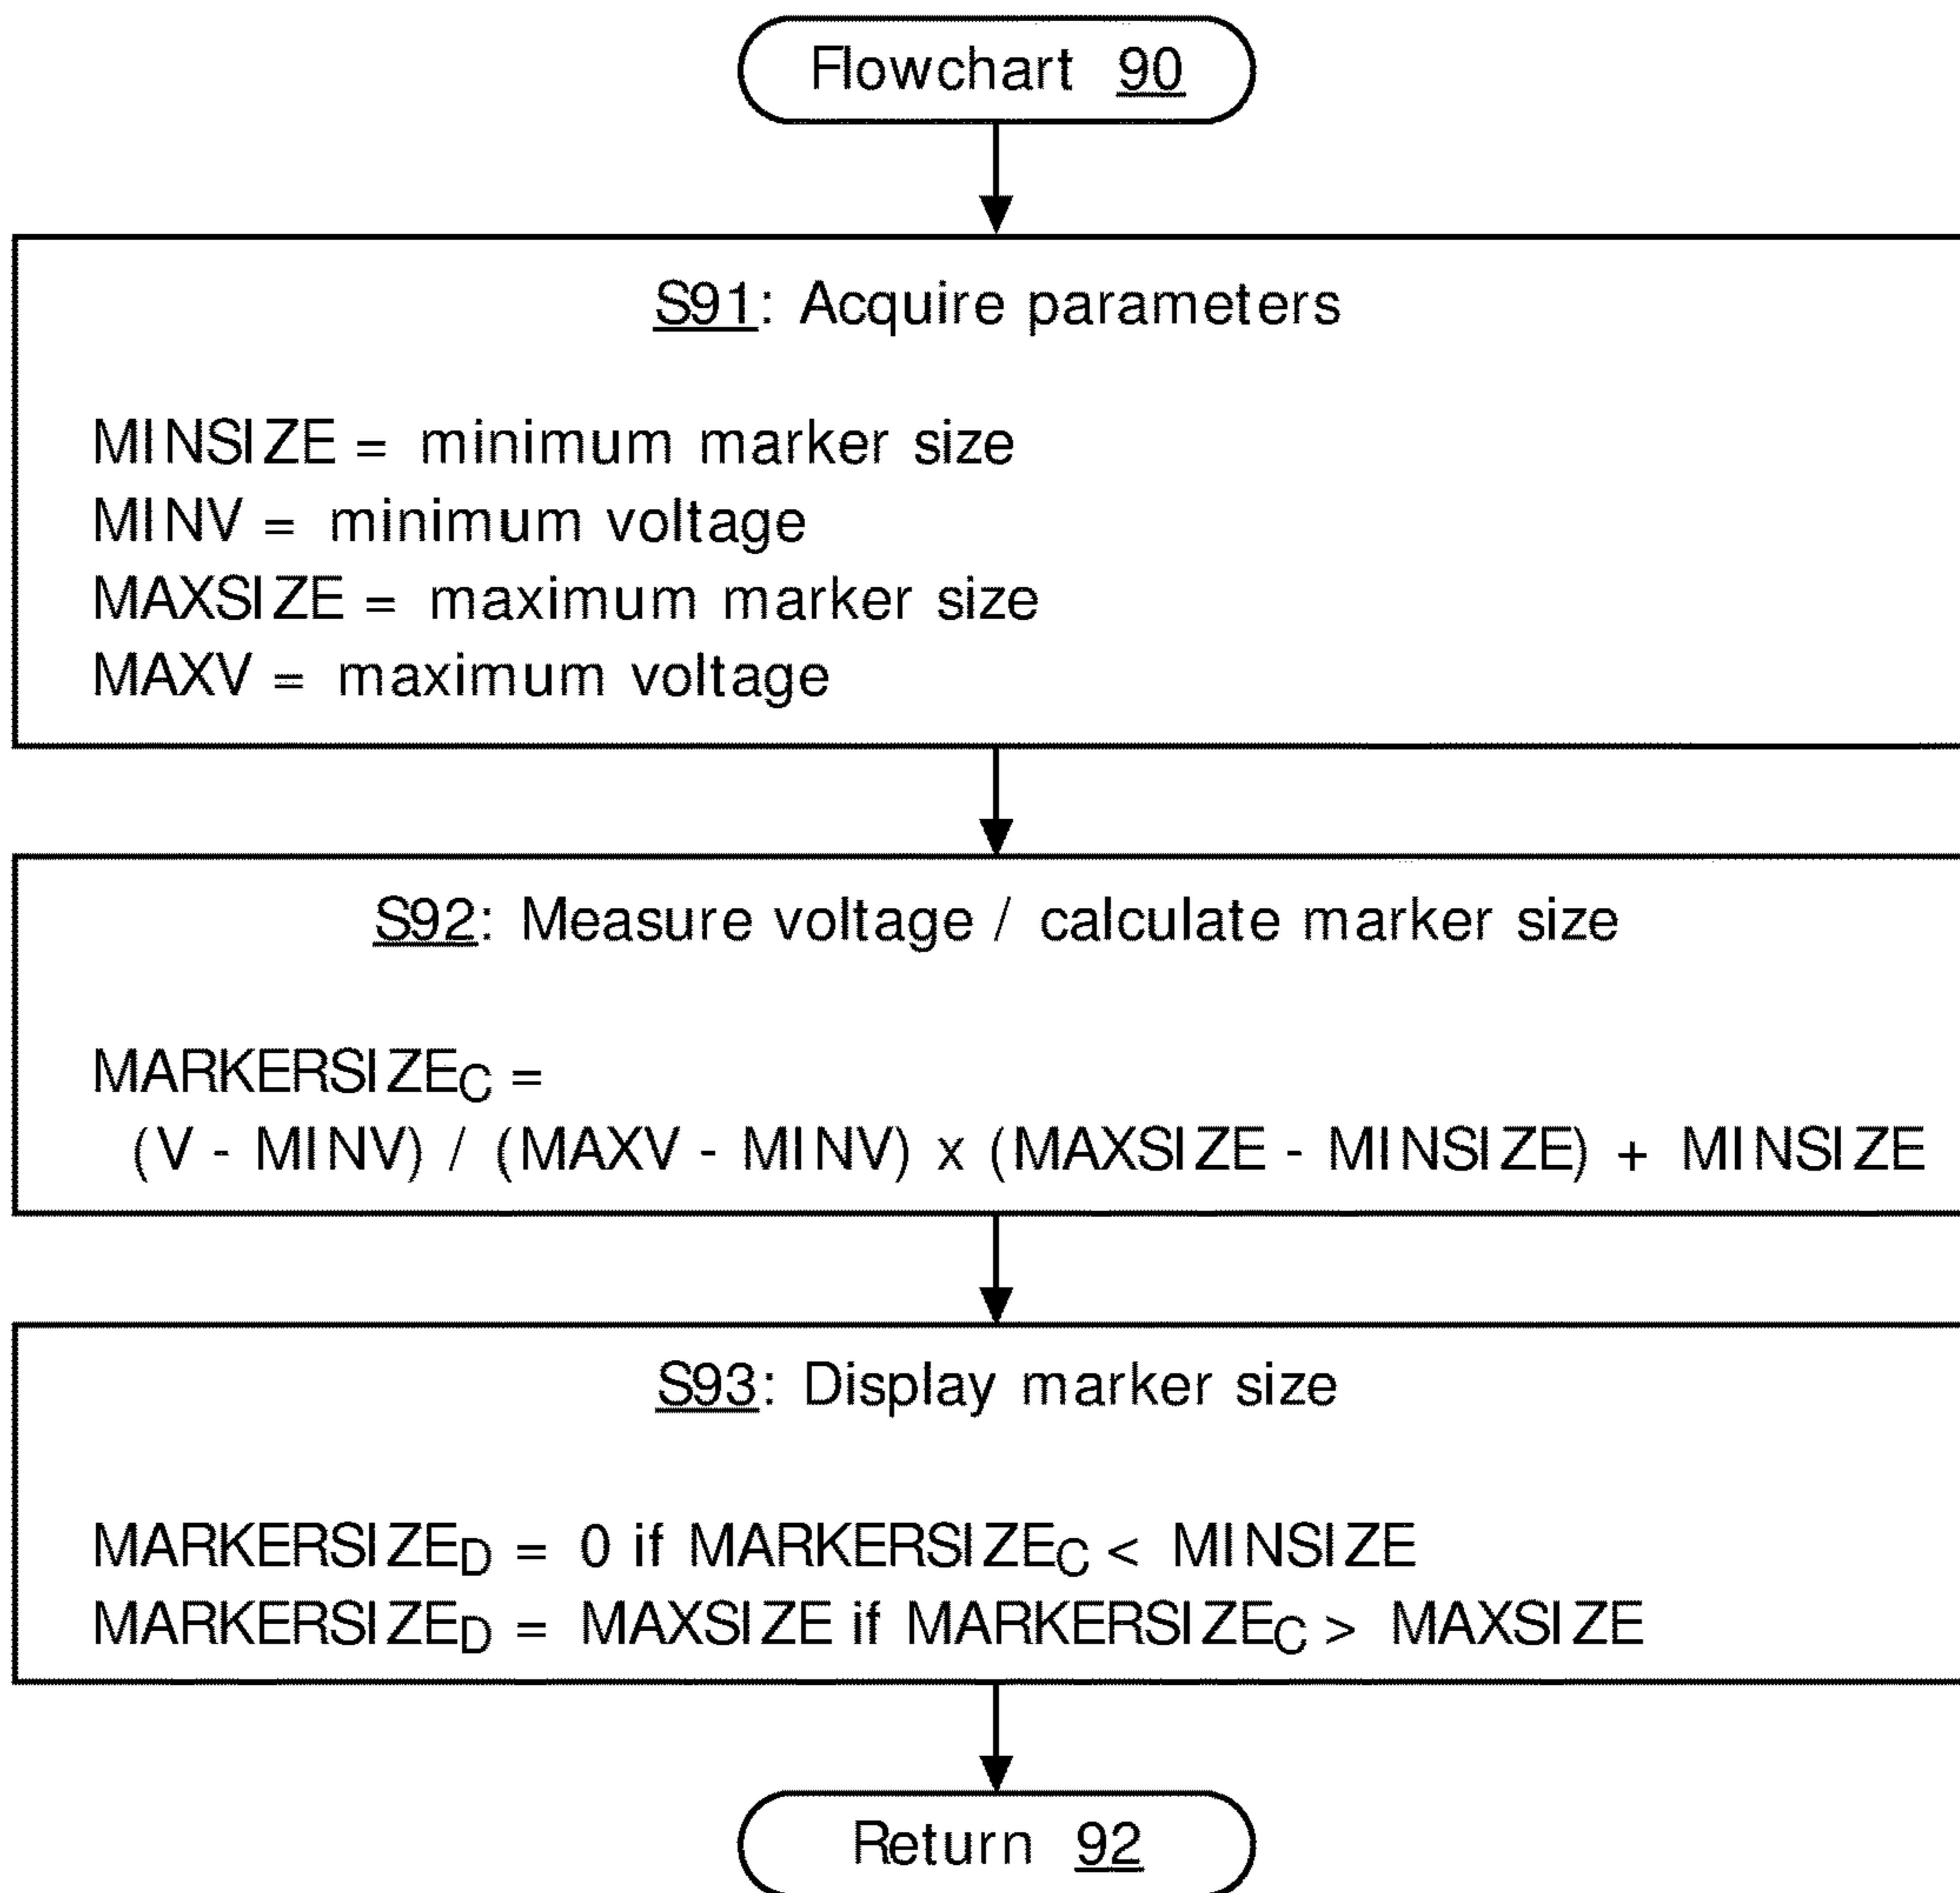 Flowchart 90
S91: Acquire parameters
MINSIZE = minimum marker size
MINV = minimum voltage
MAXSIZE = maximum marker size
MAXV = maximum voltage
S92: Measure voltage / calculate marker size
MARKERSIZEC =
(V - MINV) / (MAXV - MINV) x (MAXSIZE - MINSIZE) + MINSIZE
S93: Display marker size
MARKERSIZED = 0 if MARKERSIZEC < MINSIZE
MARKERSIZED = MAXSIZE if MARKERSIZEC > MAXSIZE
Return 92